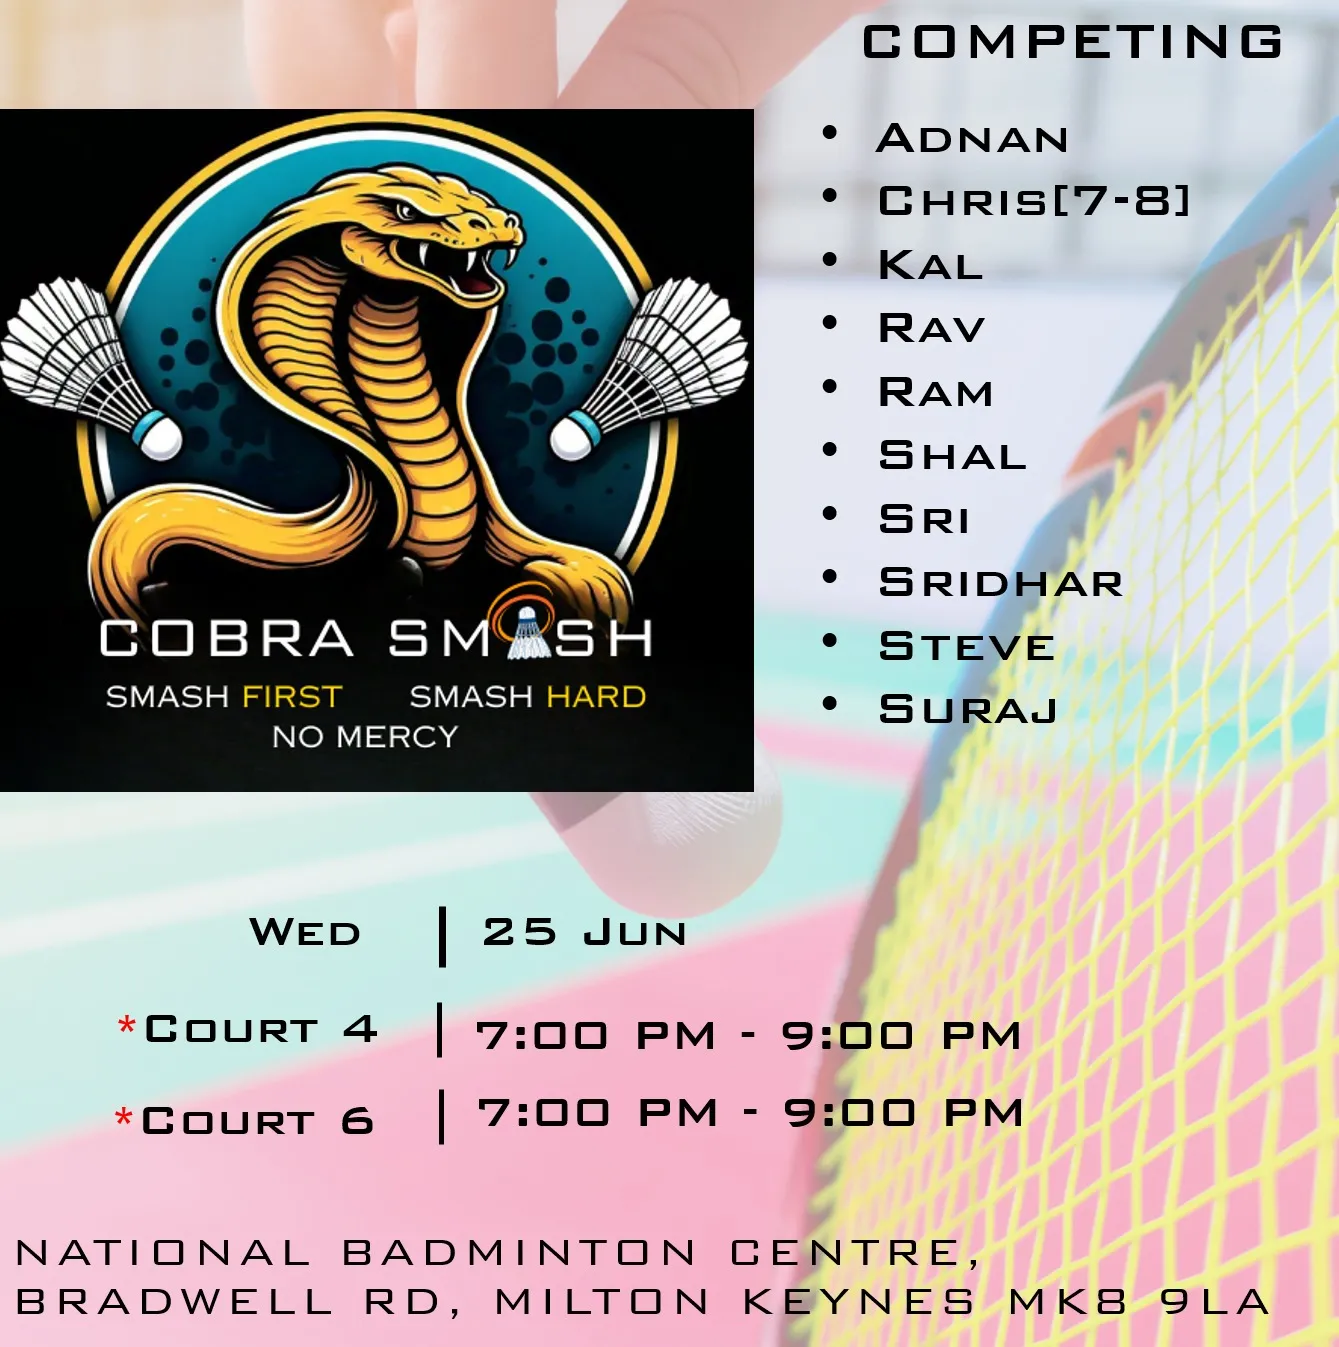 COMPETING
• ADNAN
• CHRIS[7-8]
• KAL
• RAV
• RAM
• SHAL
• SRI
• SRIDHAR
• STEVE
• SURAJ
COBRA SMASH
SMASH FIRST SMASH HARD
NO MERCY
WED | 25 JUN
*COURT 4 | 7:00 PM - 9:00 PM
*COURT 6 | 7:00 PM - 9:00 PM
NATIONAL BADMINTON CENTRE,
BRADWELL RD, MILTON KEYNES MK8 9LA